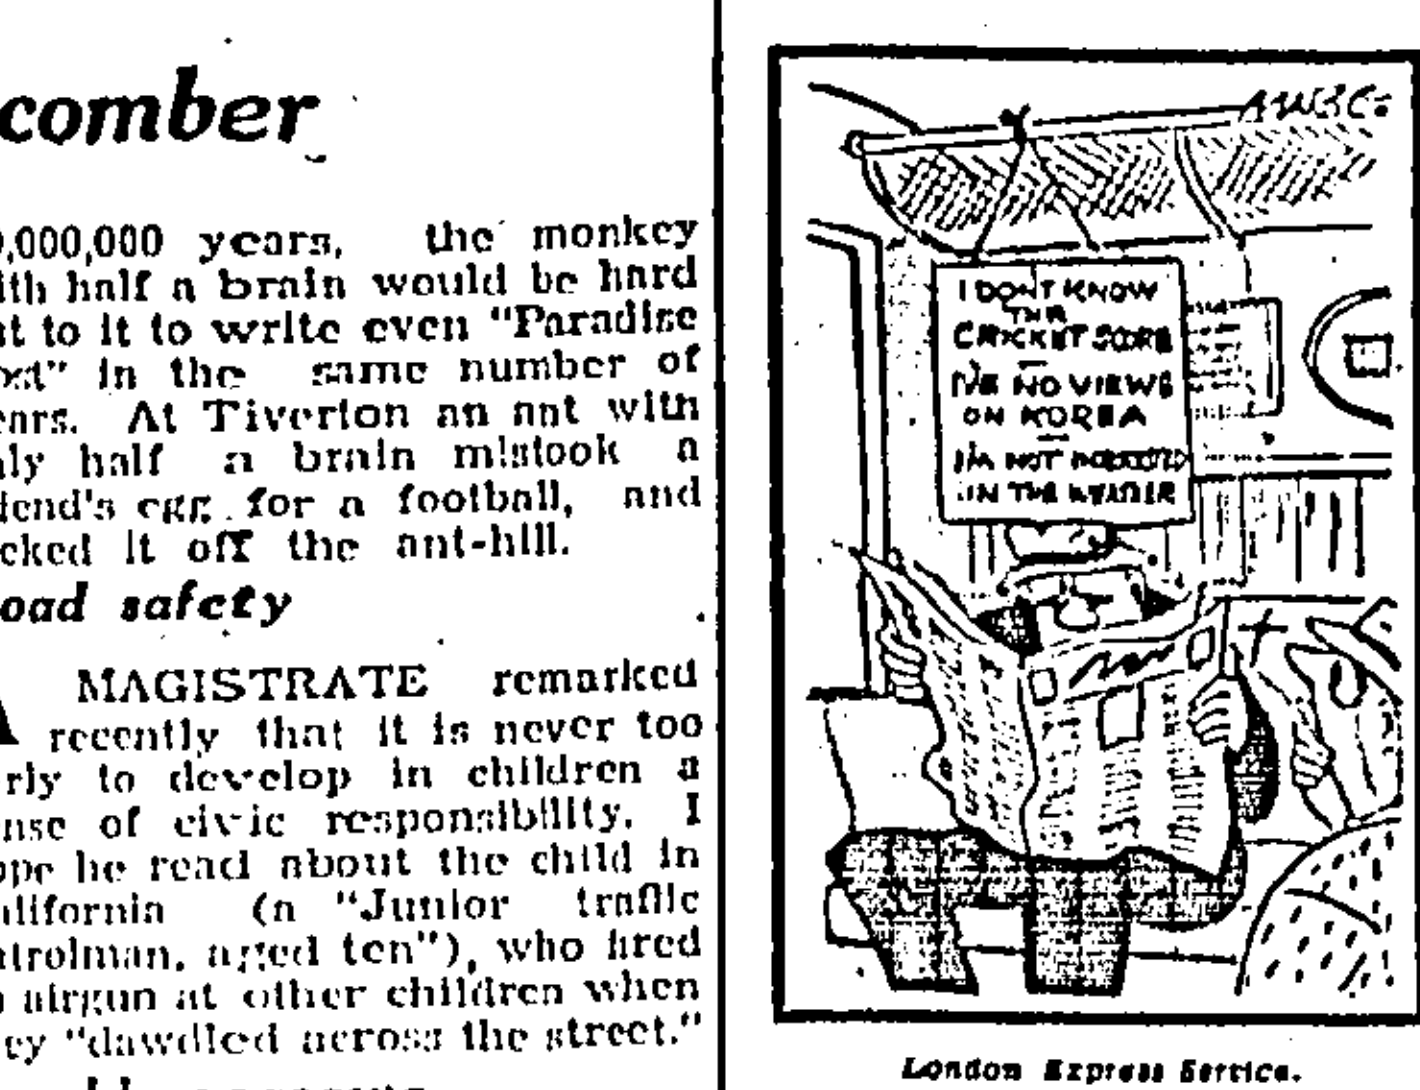 comber
,000,000 years, the monkey
ith half a brain would be hard
ut to it to write even "Paradise
ost" in the same number of
ears. At Tiverton an ant with
nly half a brain mistook a
iend's egg for a football, and
cked it off the ant-hill.
oad safety
A MAGISTRATE remarked
recently that it is never too
rly to develop in children a
nse of civic responsibility. I
ope he read about the child in
alifornia (a "Junior traffic
atrolman, aged ten"), who fired
airgun at other children when
ey "dawdled across the street."
I DON'T KNOW
THE
CRICKET SCORE
I'VE NO VIEWS
ON KOREA
I'M NOT INTERESTED
IN THE WEATHER
London Express Service.